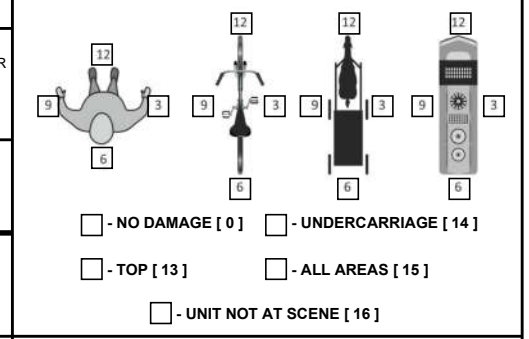 12 12 12
R
12
9 3 9 3 9 3 9 3
6
6 6 6
- NO DAMAGE [ 0 ] - UNDERCARRIAGE [ 14 ]
- TOP [ 13 ] - ALL AREAS [ 15 ]
- UNIT NOT AT SCENE [ 16 ]